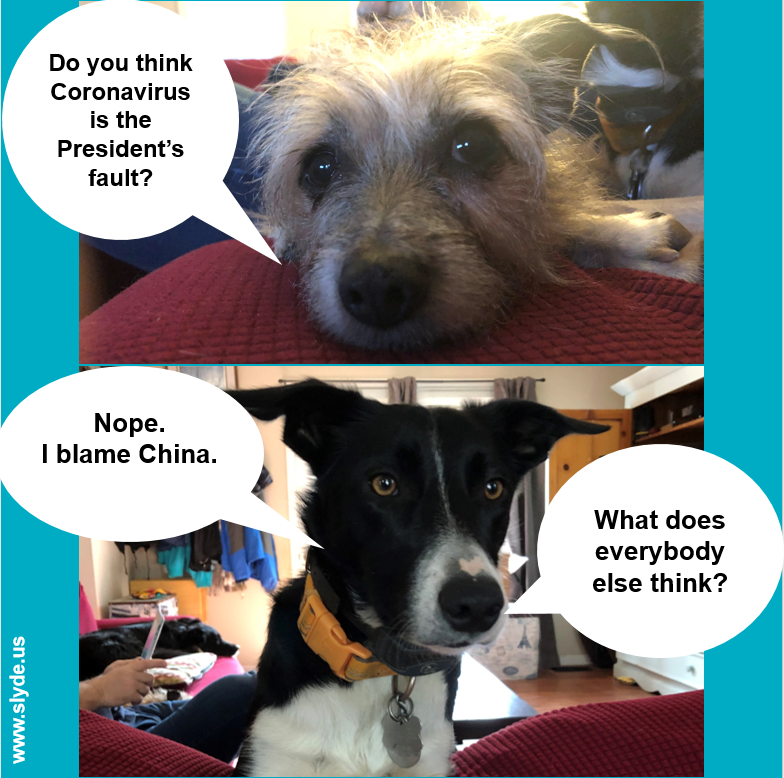 Do you think
Coronavirus
is the
President’s
fault?
Nope.
I blame China.
What does
everybody
else think?
www.slyde.us